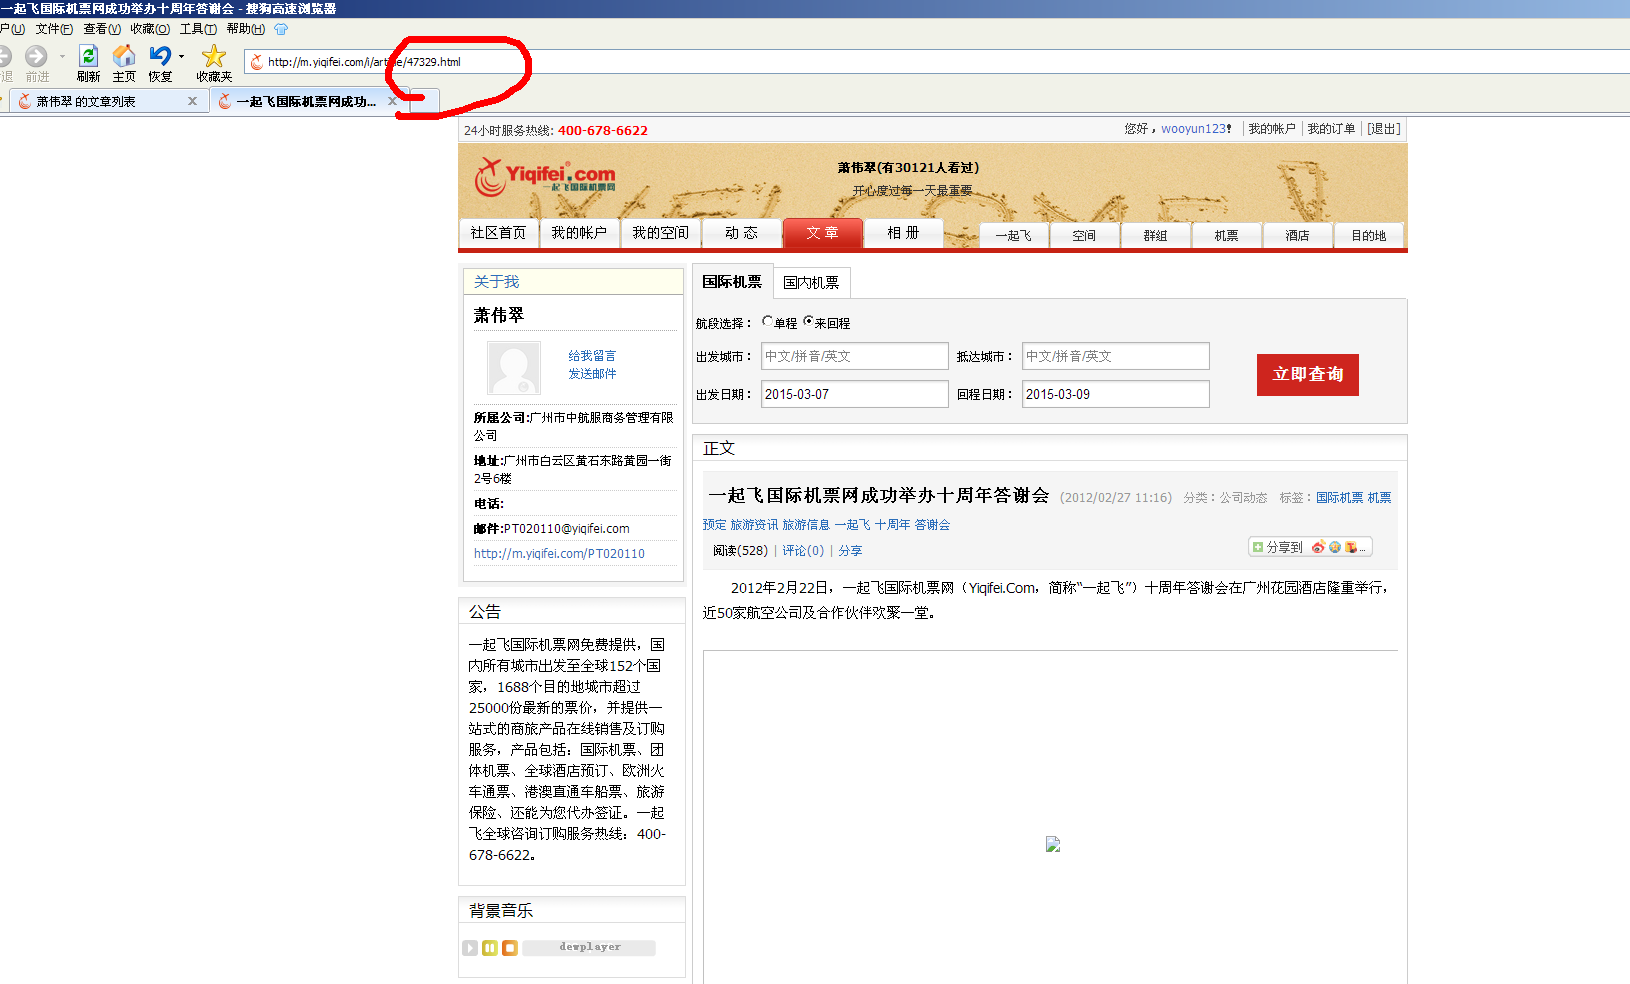 一起飞国际机票网成功举办十周年答谢会 - 搜狗高速浏览器
户(U) 文件(F) 查看(V) 收藏(O) 工具(T) 帮助(H)
退 前进 刷新 主页 恢复 收藏夹
http://m.yiqifei.com/i/article/47329.html
萧伟翠 的文章列表 x 一起飞国际机票网成功... x
24小时服务热线: 400-678-6622
您好，wooyun123! 我的帐户 我的订单 [退出]
Yiqifei.com
一起飞国际机票网
萧伟翠(有30121人看过)
开心度过每一天最重要
社区首页 我的帐户 我的空间 动 态 文 章 相 册 一起飞 空间 群组 机票 酒店 目的地
关于我
萧伟翠
给我留言
发送邮件
所属公司:广州市中航服商务管理有限
公司
地址:广州市白云区黄石东路黄园一街
2号6楼
电话:
邮件:PT020110@yiqifei.com
http://m.yiqifei.com/PT020110
公告
一起飞国际机票网免费提供，国
内所有城市出发至全球152个国
家，1688个目的地城市超过
25000份最新的票价，并提供一
站式的商旅产品在线销售及订购
服务，产品包括：国际机票、团
体机票、全球酒店预订、欧洲火
车通票、港澳直通车船票、旅游
保险、还能为您代办签证。一起
飞全球咨询订购服务热线：400-
678-6622。
背景音乐
dewplayer
国际机票 国内机票
航段选择： 单程 来回程
出发城市： 中文/拼音/英文 抵达城市： 中文/拼音/英文
立即查询
出发日期： 2015-03-07 回程日期： 2015-03-09
正文
一起飞国际机票网成功举办十周年答谢会 (2012/02/27 11:16) 分类：公司动态 标签：国际机票 机票
预定 旅游资讯 旅游信息 一起飞 十周年 答谢会
阅读(528) | 评论(0) | 分享
分享到 ...
2012年2月22日，一起飞国际机票网（Yiqifei.Com，简称“一起飞”）十周年答谢会在广州花园酒店隆重举行，
近50家航空公司及合作伙伴欢聚一堂。